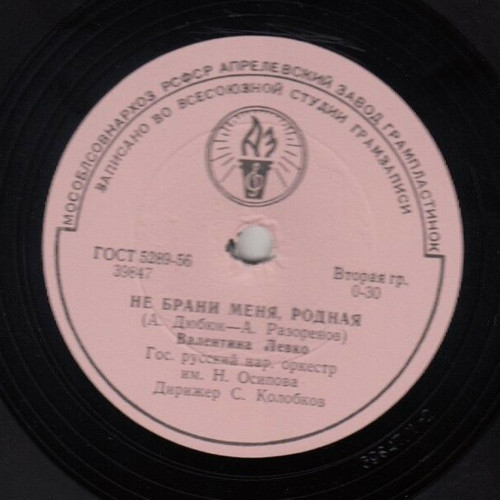 МОСОБЛСОВНАРХОЗ РСФСР АПРЕЛЕВСКИЙ ЗАВОД ГРАМПЛАСТИНОК
ЗАПИСАНО ВО ВСЕСОЮЗНОЙ СТУДИИ ГРАМЗАПИСИ
АЗ
ГОСТ 5289-56
39847
Вторая гр.
0-30
НЕ БРАНИ МЕНЯ, РОДНАЯ
(А. Дюбюк—А. Разоренов)
Валентина Левко
Гос. русский нар. оркестр
им. Н. Осипова
Дирижер С. Колобков